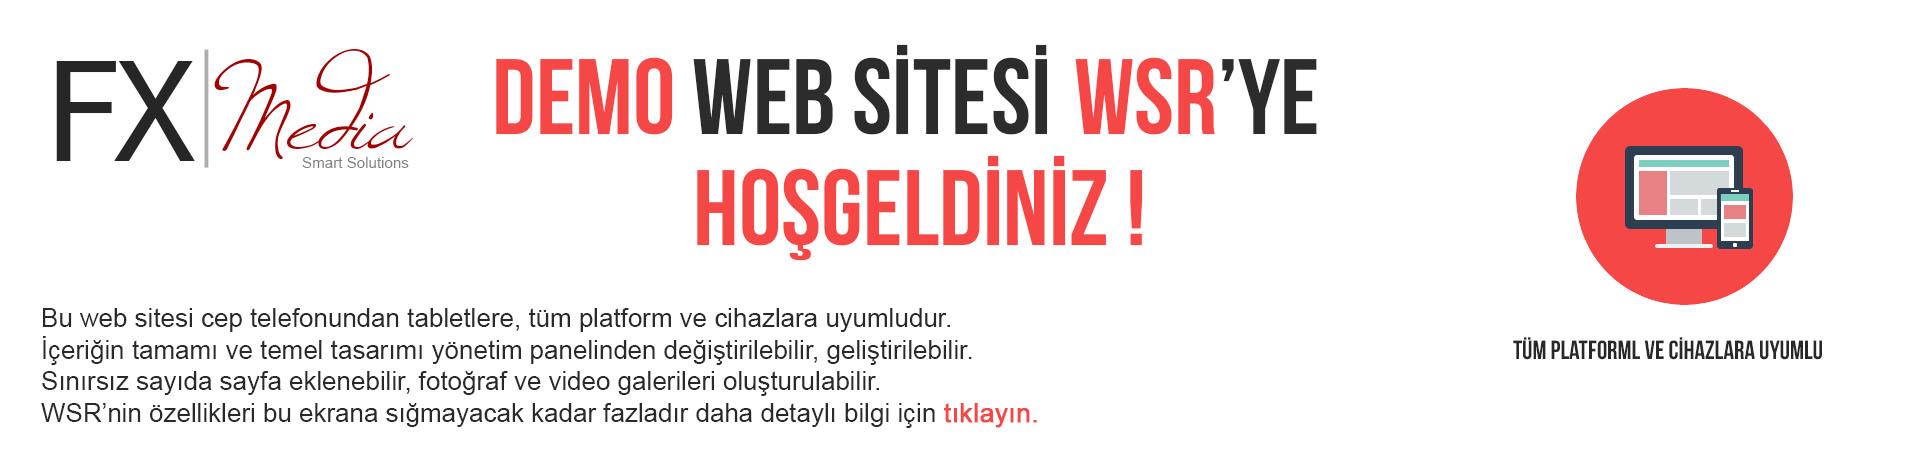 FX Media
Smart Solutions
DEMO WEB SİTESİ WSR’YE
HOŞGELDİNİZ !
Bu web sitesi cep telefonundan tabletlere, tüm platform ve cihazlara uyumludur.
İçeriğin tamamı ve temel tasarımı yönetim panelinden değiştirilebilir, geliştirilebilir.
Sınırsız sayıda sayfa eklenebilir, fotoğraf ve video galerileri oluşturulabilir.
WSR’nin özellikleri bu ekrana sığmayacak kadar fazladır daha detaylı bilgi için tıklayın.
TÜM PLATFORML VE CİHAZLARA UYUMLU